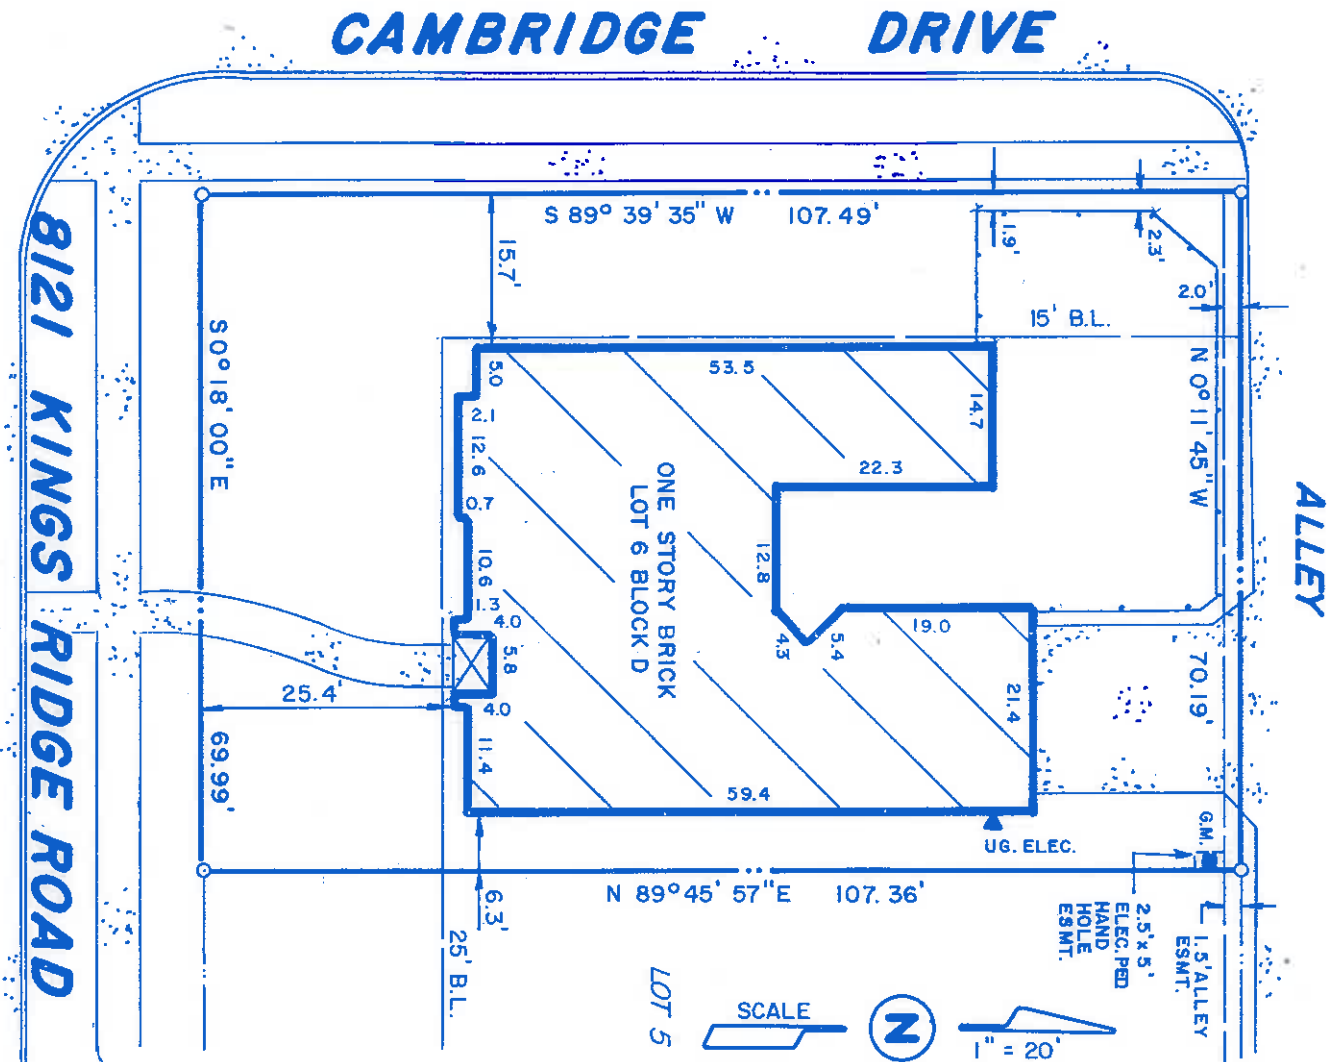 CAMBRIDGE DRIVE
S 89° 39' 35" W 107.49'
15.7'
1.9'
2.3'
2.0'
15' B.L.
8121 KINGS RIDGE ROAD
S 0° 18' 00" E
69.99'
N 0° 11' 45" W
70.19'
ALLEY
53.5
5.0
2.1
12.6
0.7
10.6
1.3
4.0
5.8
4.0
11.4
14.7
22.3
12.8
4.3
5.4
19.0
21.4
59.4
ONE STORY BRICK
LOT 6 BLOCK D
25.4'
UG. ELEC.
G.M.
N 89° 45' 57" E 107.36'
6.3'
25' B.L.
2.5' x 5'
ELEC. PED
HAND
HOLE
ESMT.
1.5' ALLEY
ESMT.
LOT 5
SCALE
N
1" = 20'